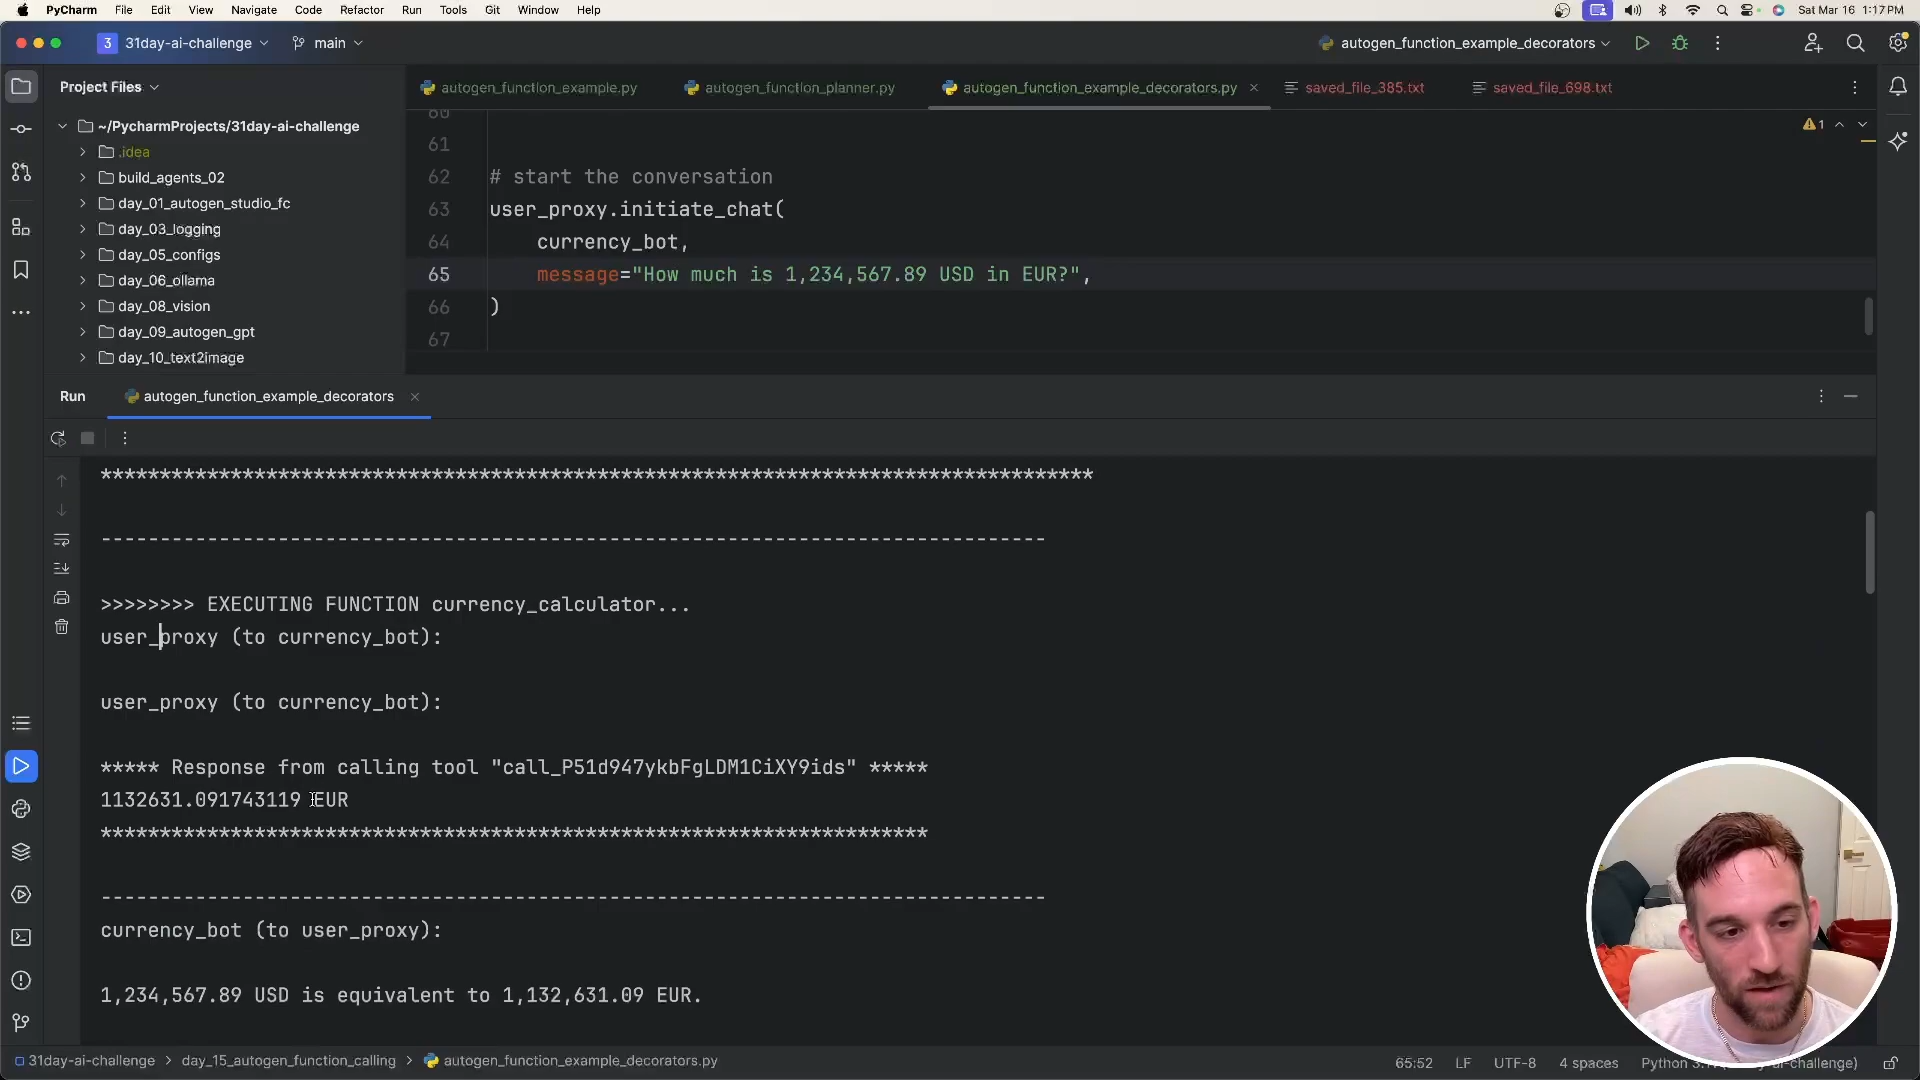 PyCharm File Edit View Navigate Code Refactor Run Tools Git Window Help Sat Mar 16 1:17 PM
3 31day-ai-challenge main autogen_function_example_decorators
Project Files
~/PycharmProjects/31day-ai-challenge
.idea
build_agents_02
day_01_autogen_studio_fc
day_03_logging
day_05_configs
day_06_ollama
day_08_vision
day_09_autogen_gpt
day_10_text2image
autogen_function_example.py autogen_function_planner.py autogen_function_example_decorators.py saved_file_385.txt saved_file_698.txt
1
60
61
62 # start the conversation
63 user_proxy.initiate_chat(
64 currency_bot,
65 message="How much is 1,234,567.89 USD in EUR?",
66 )
67
Run autogen_function_example_decorators
************************************************************************************
--------------------------------------------------------------------------------
>>>>>>>> EXECUTING FUNCTION currency_calculator...
user_proxy (to currency_bot):
user_proxy (to currency_bot):
***** Response from calling tool "call_P51d947ykbFgLDM1CiXY9ids" *****
1132631.091743119 EUR
**********************************************************************
--------------------------------------------------------------------------------
currency_bot (to user_proxy):
1,234,567.89 USD is equivalent to 1,132,631.09 EUR.
31day-ai-challenge day_15_autogen_function_calling autogen_function_example_decorators.py 65:52 LF UTF-8 4 spaces Python